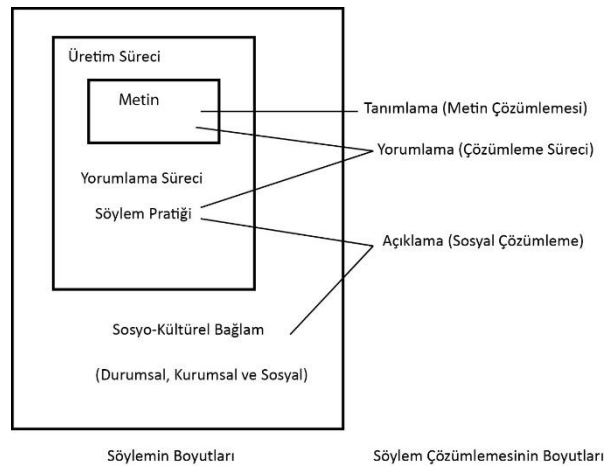 Üretim Süreci
Metin
Tanımlama (Metin Çözümlemesi)
Yorumlama (Çözümleme Süreci)
Yorumlama Süreci
Söylem Pratiği
Açıklama (Sosyal Çözümleme)
Sosyo-Kültürel Bağlam
(Durumsal, Kurumsal ve Sosyal)
Söylemin Boyutları
Söylem Çözümlemesinin Boyutları